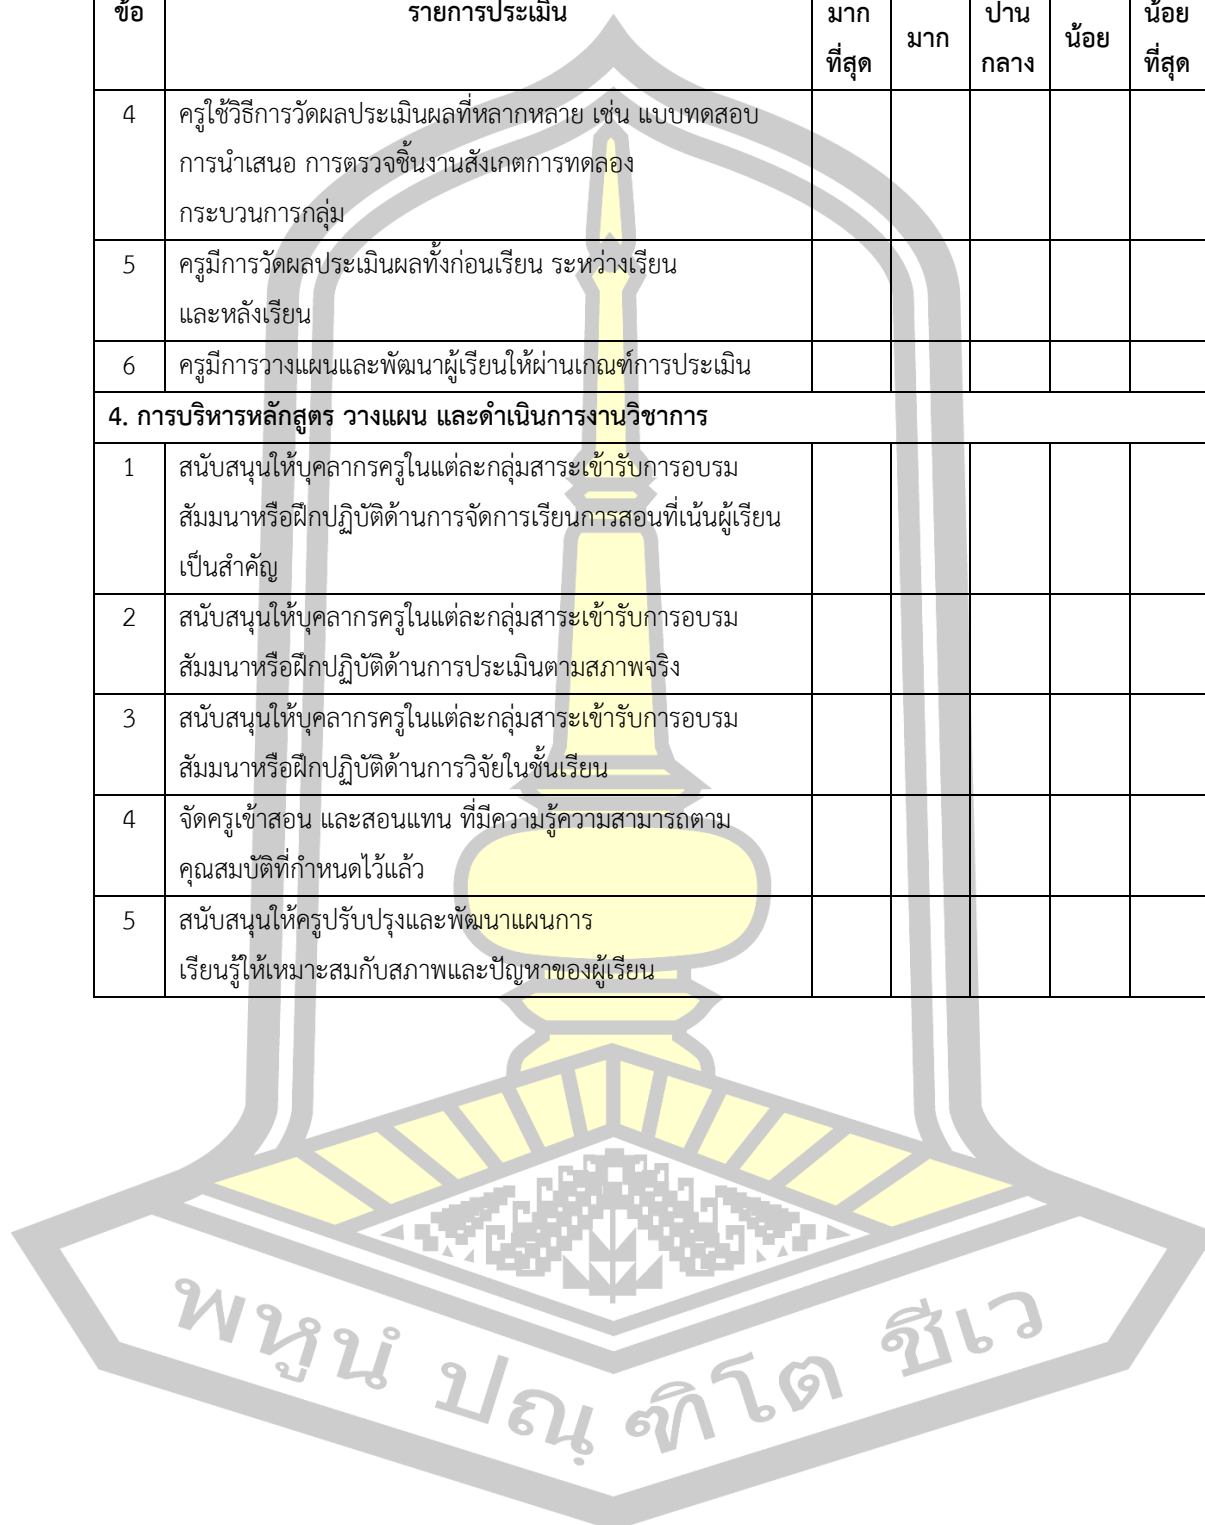 ข้อ รายการประเมิน มาก มาก ปาน น้อย น้อย
ที่สุด กลาง ที่สุด
4 ครูใช้วิธีการวัดผลประเมินผลที่หลากหลาย เช่น แบบทดสอบ
การนำเสนอ การตรวจชิ้นงานสังเกตการทดลอง
กระบวนการกลุ่ม
5 ครูมีการวัดผลประเมินผลทั้งก่อนเรียน ระหว่างเรียน
และหลังเรียน
6 ครูมีการวางแผนและพัฒนาผู้เรียนให้ผ่านเกณฑ์การประเมิน
4. การบริหารหลักสูตร วางแผน และดำเนินการงานวิชาการ
1 สนับสนุนให้บุคลากรครูในแต่ละกลุ่มสาระเข้ารับการอบรม
สัมมนาหรือฝึกปฏิบัติด้านการจัดการเรียนการสอนที่เน้นผู้เรียน
เป็นสำคัญ
2 สนับสนุนให้บุคลากรครูในแต่ละกลุ่มสาระเข้ารับการอบรม
สัมมนาหรือฝึกปฏิบัติด้านการประเมินตามสภาพจริง
3 สนับสนุนให้บุคลากรครูในแต่ละกลุ่มสาระเข้ารับการอบรม
สัมมนาหรือฝึกปฏิบัติด้านการวิจัยในชั้นเรียน
4 จัดครูเข้าสอน และสอนแทน ที่มีความรู้ความสามารถตาม
คุณสมบัติที่กำหนดไว้แล้ว
5 สนับสนุนให้ครูปรับปรุงและพัฒนาแผนการ
เรียนรู้ให้เหมาะสมกับสภาพและปัญหาของผู้เรียน
พหูนํ ปณฺฑิโต ชีเว